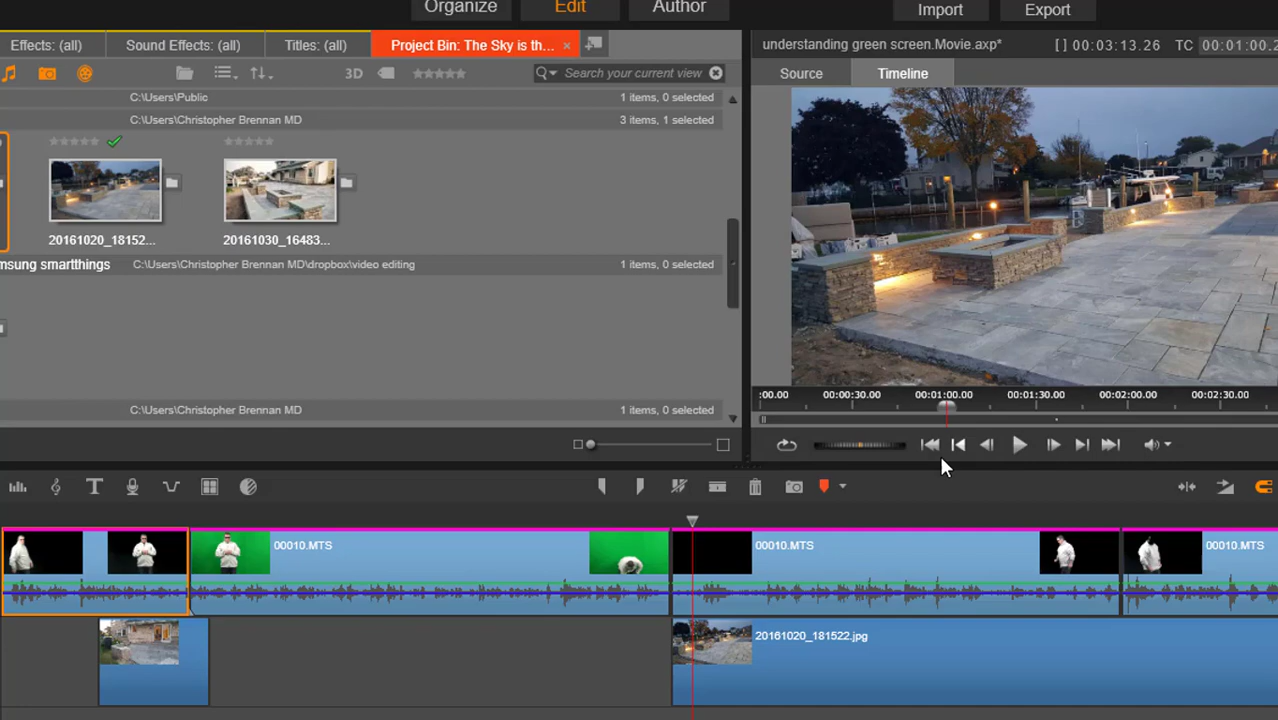 Organize Edit Author Import Export
Effects: (all) Sound Effects: (all) Titles: (all) Project Bin: The Sky is th... ×
understanding green screen.Movie.axp* [ ] 00:03:13.26 TC 00:01:00.2
3D Search your current view
Source Timeline
C:\Users\Public 1 items, 0 selected
C:\Users\Christopher Brennan MD 3 items, 1 selected
20161020_18152... 20161030_16483...
msung smartthings C:\Users\Christopher Brennan MD\dropbox\video editing 1 items, 0 selected
:00.00 00:00:30.00 00:01:00.00 00:01:30.00 00:02:00.00 00:02:30.00
C:\Users\Christopher Brennan MD 1 items, 0 selected
00010.MTS 00010.MTS 00010.MTS
20161020_181522.jpg